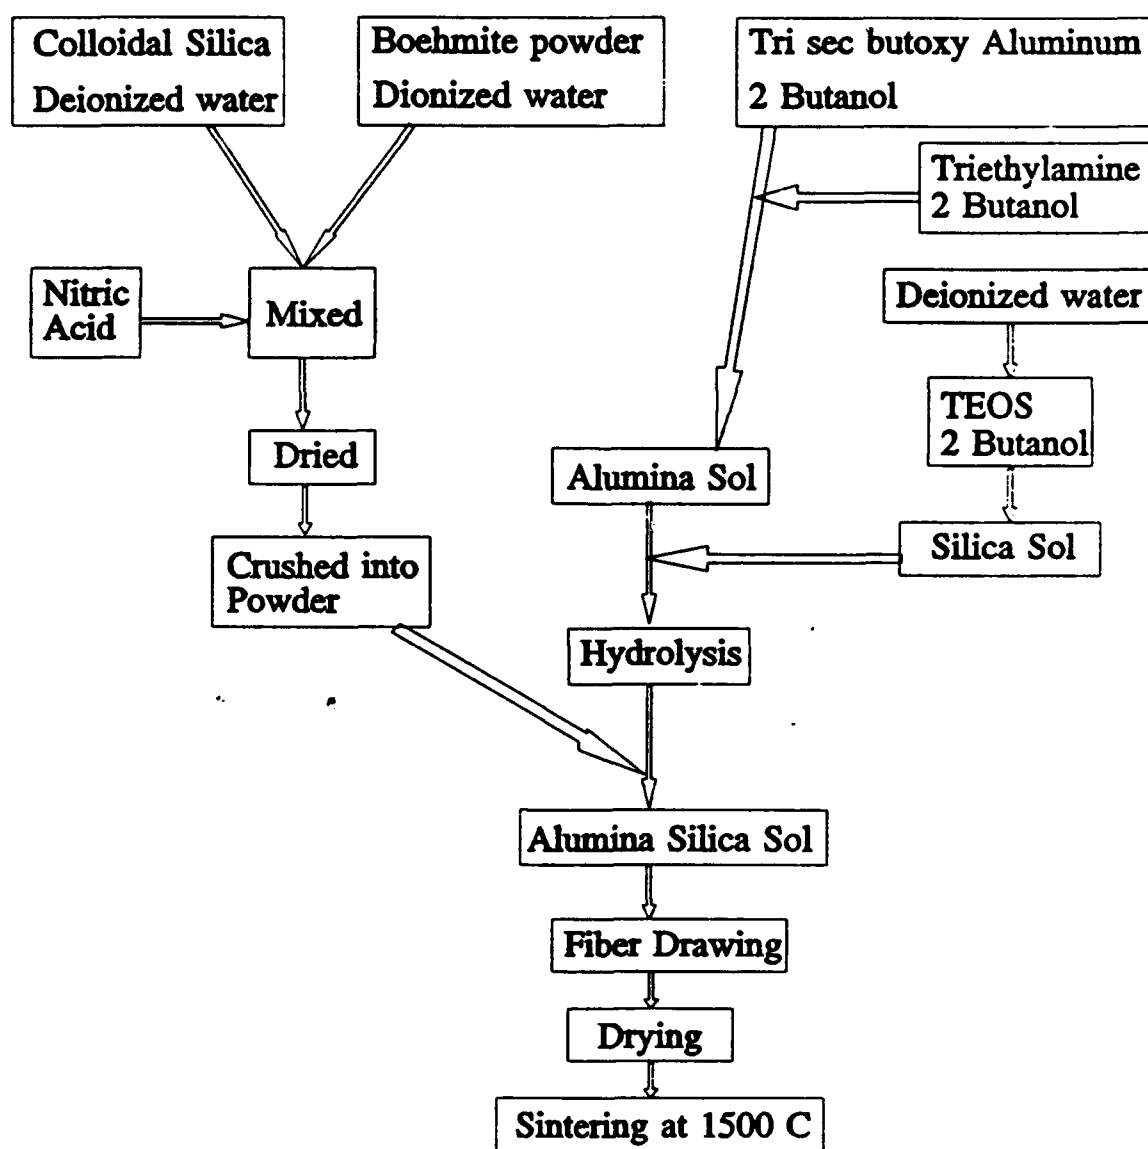 Colloidal Silica
Deionized water
Boehmite powder
Dionized water
Tri sec butoxy Aluminum
2 Butanol
Triethylamine
2 Butanol
Nitric
Acid
Mixed
Deionized water
TEOS
2 Butanol
Dried
Alumina Sol
Silica Sol
Crushed into
Powder
Hydrolysis
Alumina Silica Sol
Fiber Drawing
Drying
Sintering at 1500 C